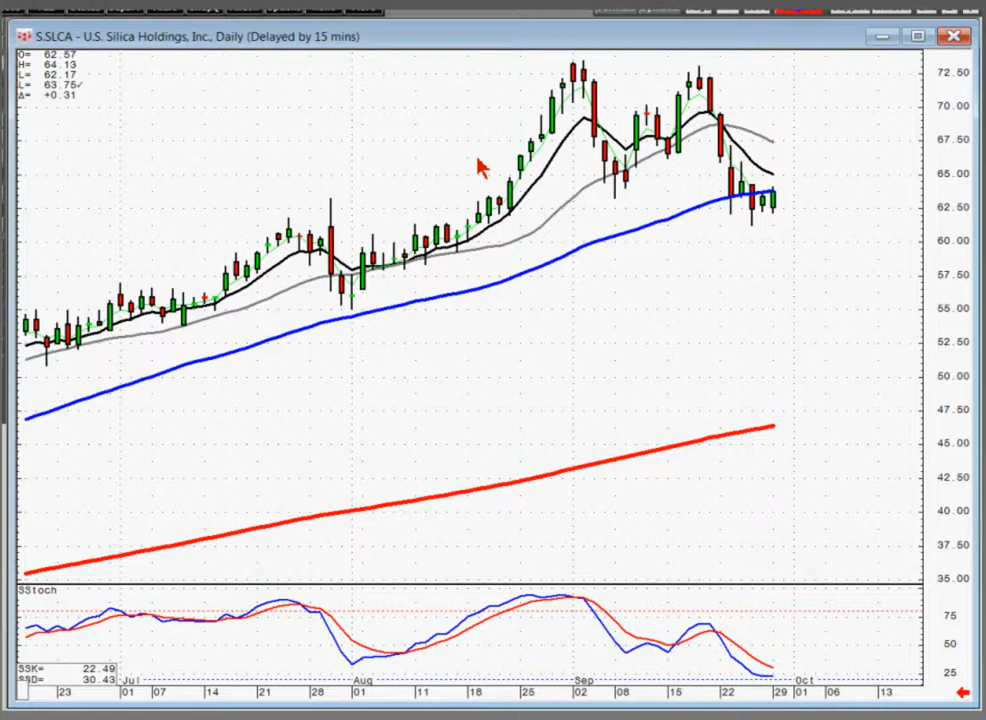 S.SLCA - U.S. Silica Holdings, Inc., Daily (Delayed by 15 mins)
O= 62.57
H= 64.13
L= 62.17
L= 63.75✓
Δ= +0.31
72.50
70.00
67.50
65.00
62.50
60.00
57.50
55.00
52.50
50.00
47.50
45.00
42.50
40.00
37.50
35.00
SStoch
75
50
25
SSK= 22.49
SSD= 30.43
Jul Aug Sep Oct
23 01 07 14 21 28 01 11 18 25 02 08 15 22 29 01 06 13